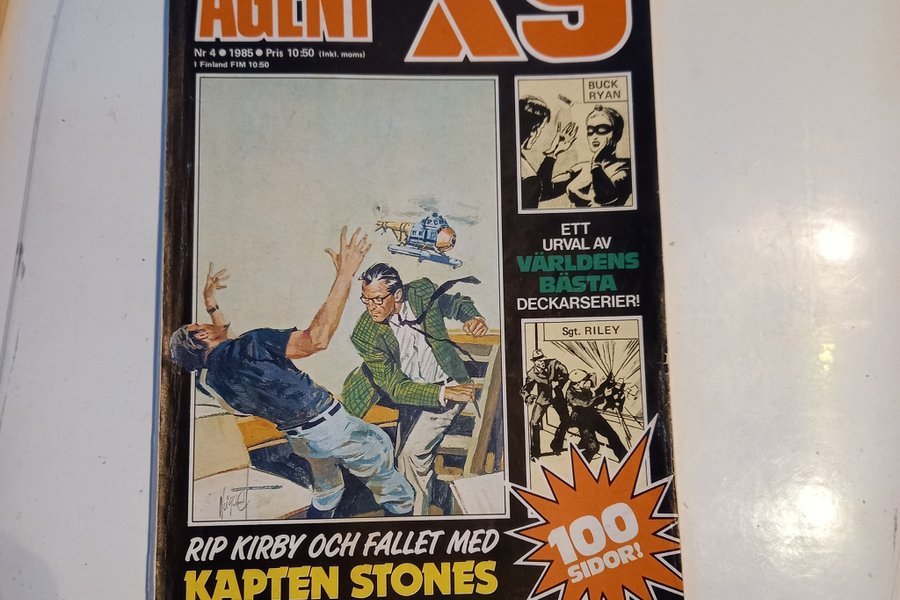 AGENT X9
Nr 4 ● 1985 ● Pris 10:50 (Inkl. moms)
I Finland FIM 10:50
BUCK
RYAN
ETT
URVAL AV
VÄRLDENS
BÄSTA
DECKARSERIER!
Sgt. RILEY
100
SIDOR!
RIP KIRBY OCH FALLET MED
KAPTEN STONES